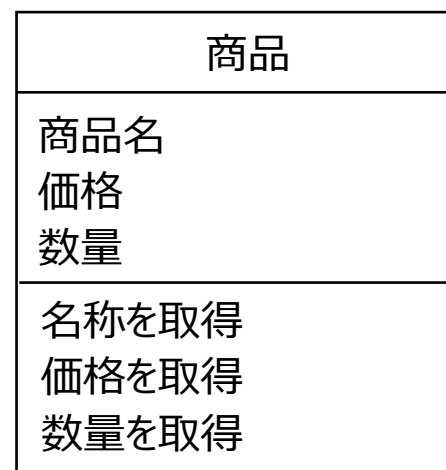 商品
商品名
価格
数量
名称を取得
価格を取得
数量を取得